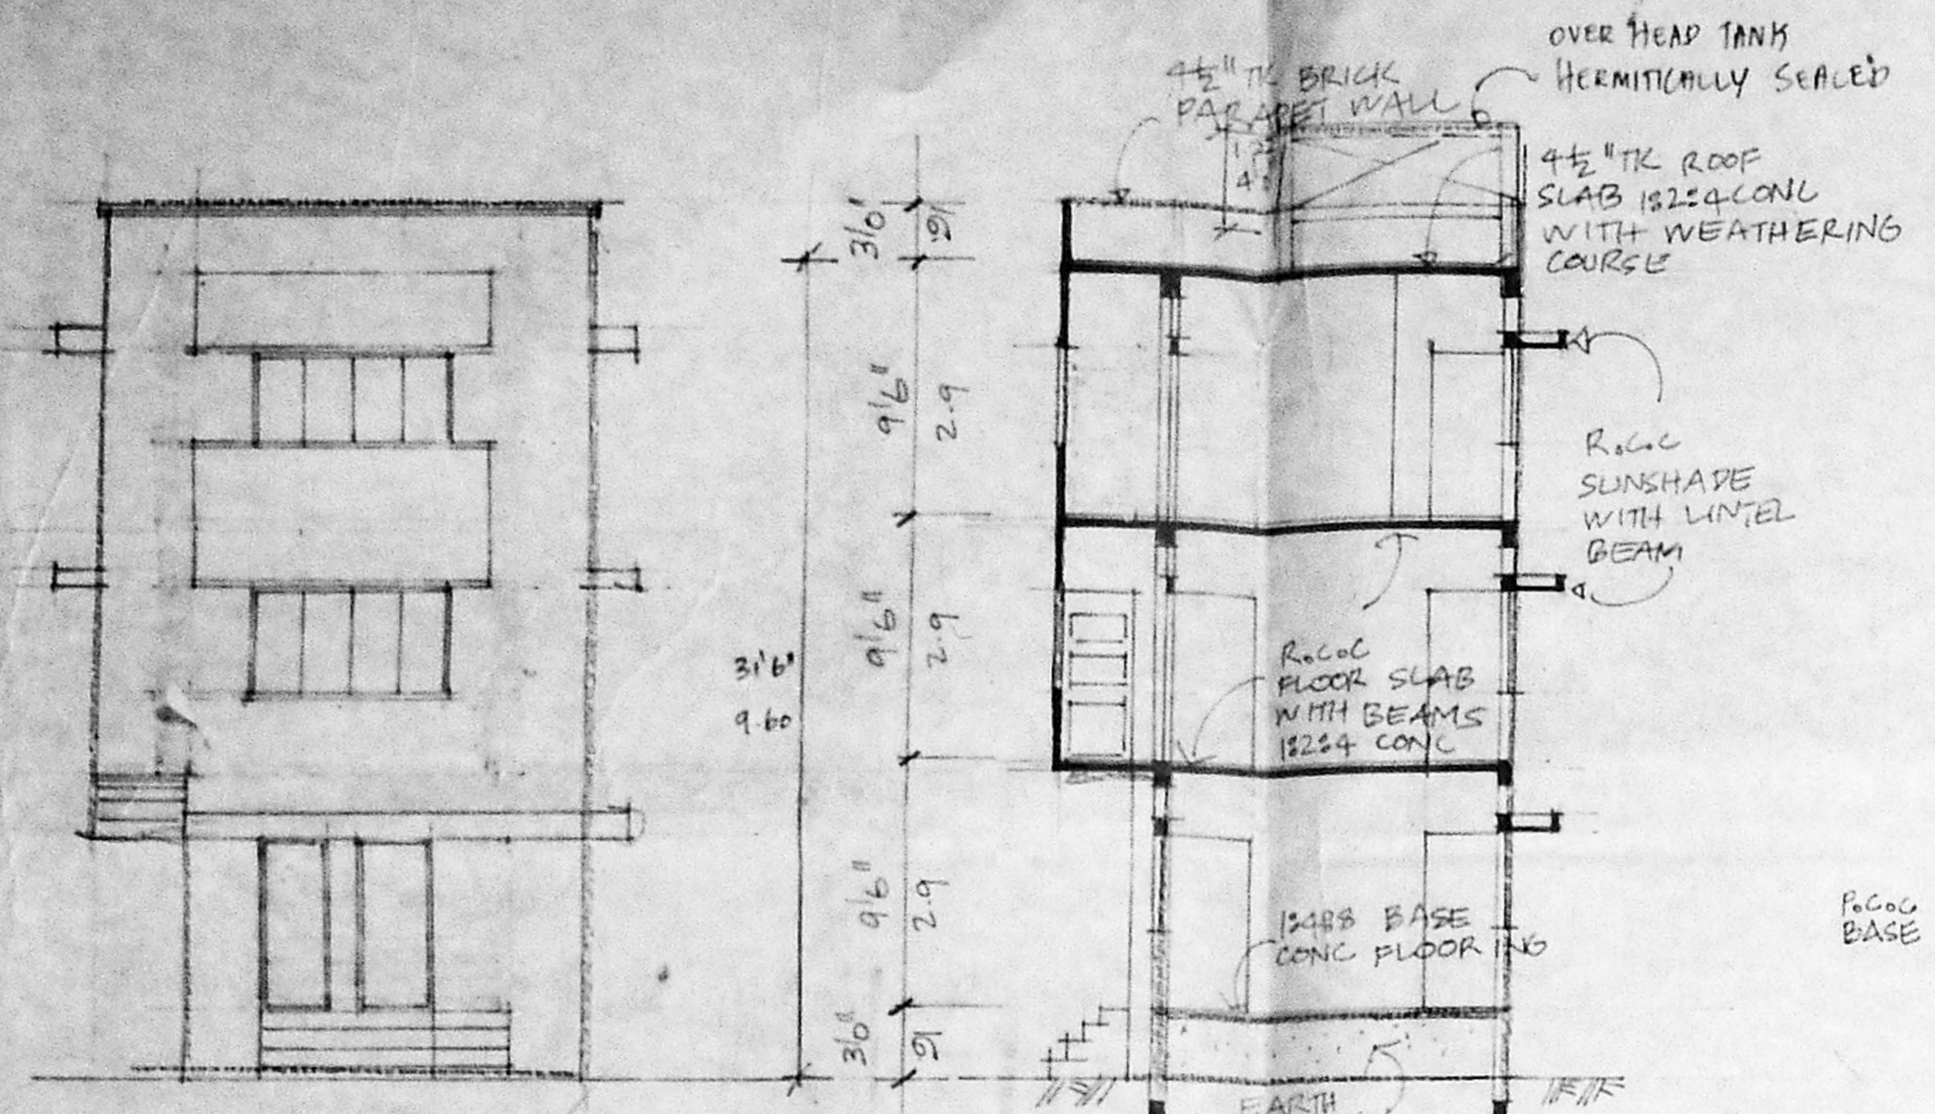 OVER HEAD TANK
HERMITICALLY SEALED
4½" TK BRICK
PARAPET WALL
4½" TK ROOF
SLAB 1:2:4 CONC
WITH WEATHERING
COURSE
3'0"
.91
9'6"
2.9
R.C.C
SUNSHADE
WITH LINTEL
BEAM
9'6"
2.9
31'6"
9.60
R.C.C
FLOOR SLAB
WITH BEAMS
1:2:4 CONC
9'6"
2.9
1:4:8 BASE
CONC FLOORING
P.C.C
BASE
3'0"
.91
EARTH